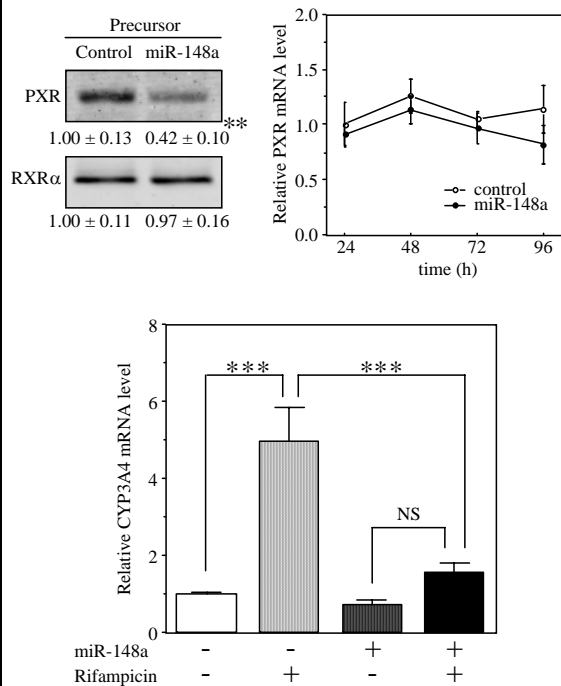 Precursor
Control miR-148a
PXR
**
1.00 ± 0.13 0.42 ± 0.10
RXRα
1.00 ± 0.11 0.97 ± 0.16
Relative PXR mRNA level
2.0
1.5
1.0
0.5
0.0
control
miR-148a
24 48 72 96
time (h)
Relative CYP3A4 mRNA level
8
6
4
2
0
*** ***
NS
miR-148a - - + +
Rifampicin - + - +